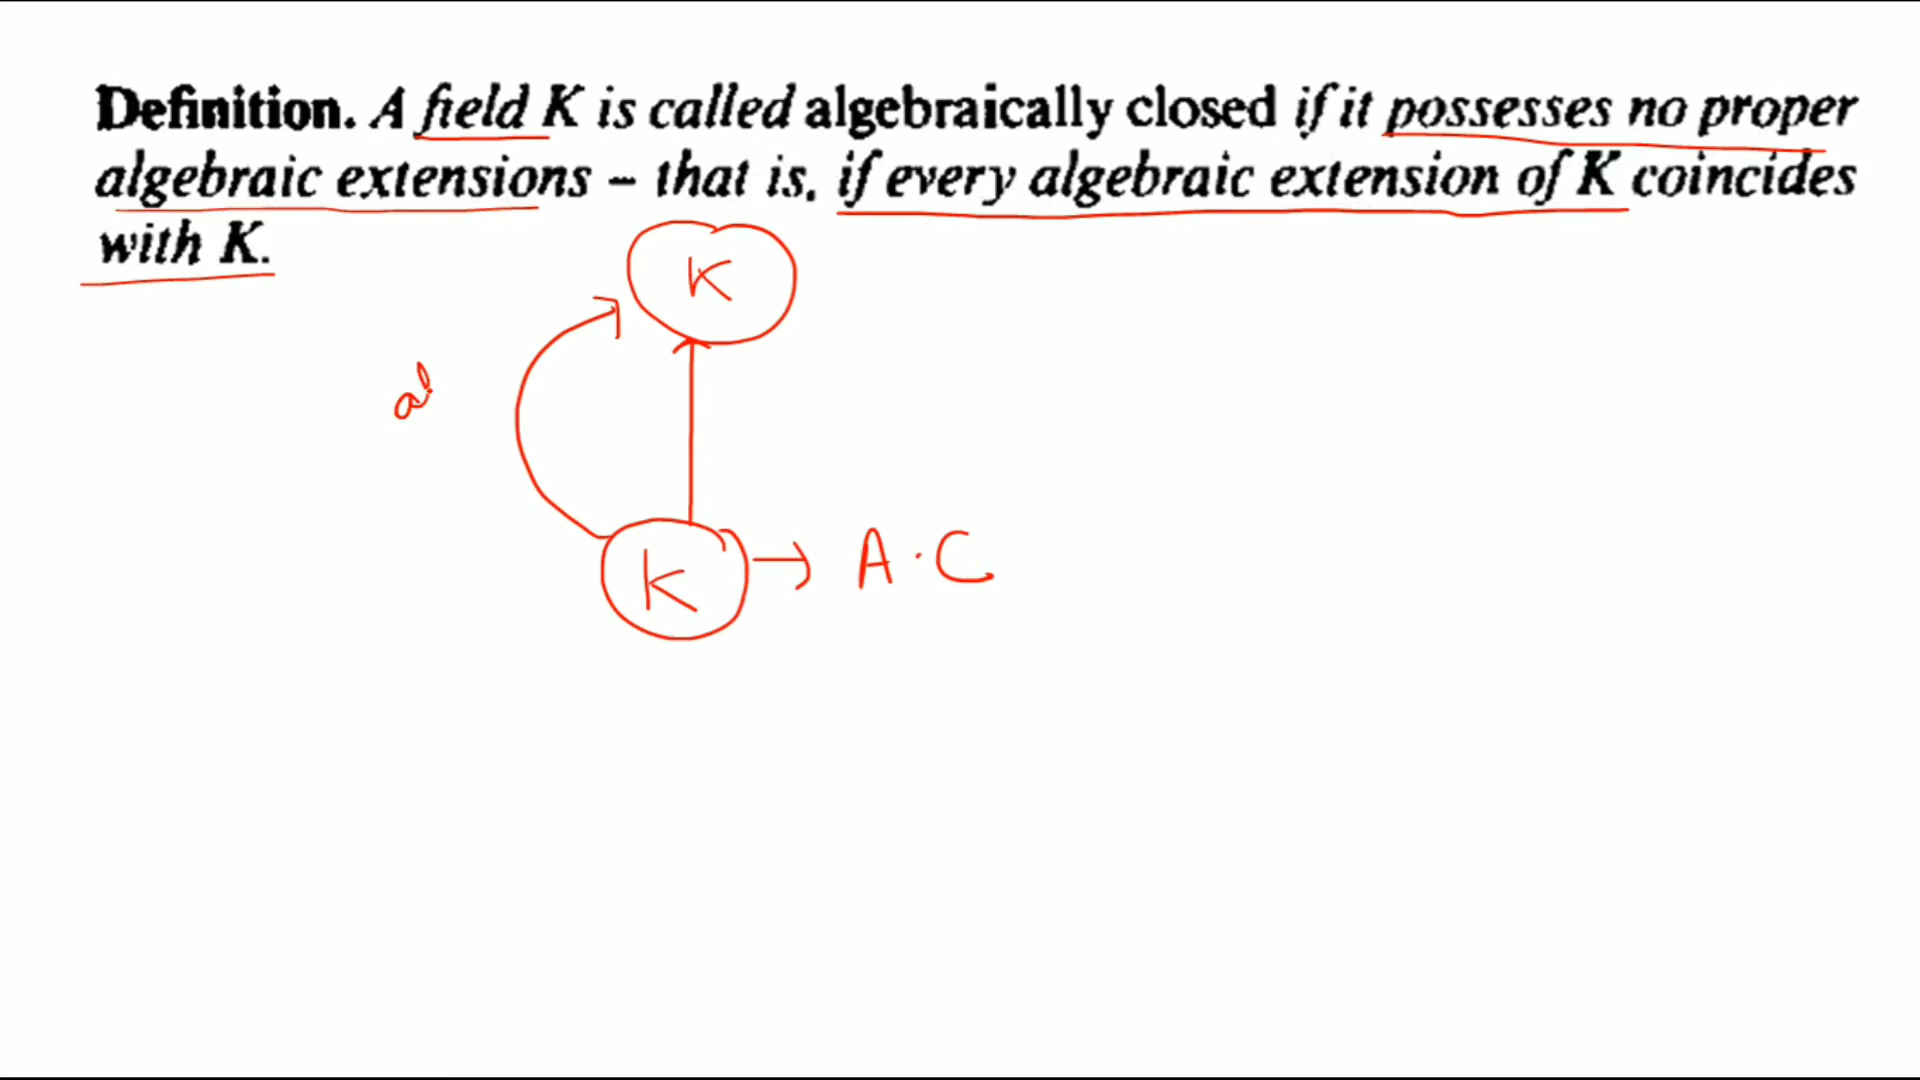 Definition. A field K is called algebraically closed if it possesses no proper
algebraic extensions – that is, if every algebraic extension of K coincides
with K.
K
al
K → A·C